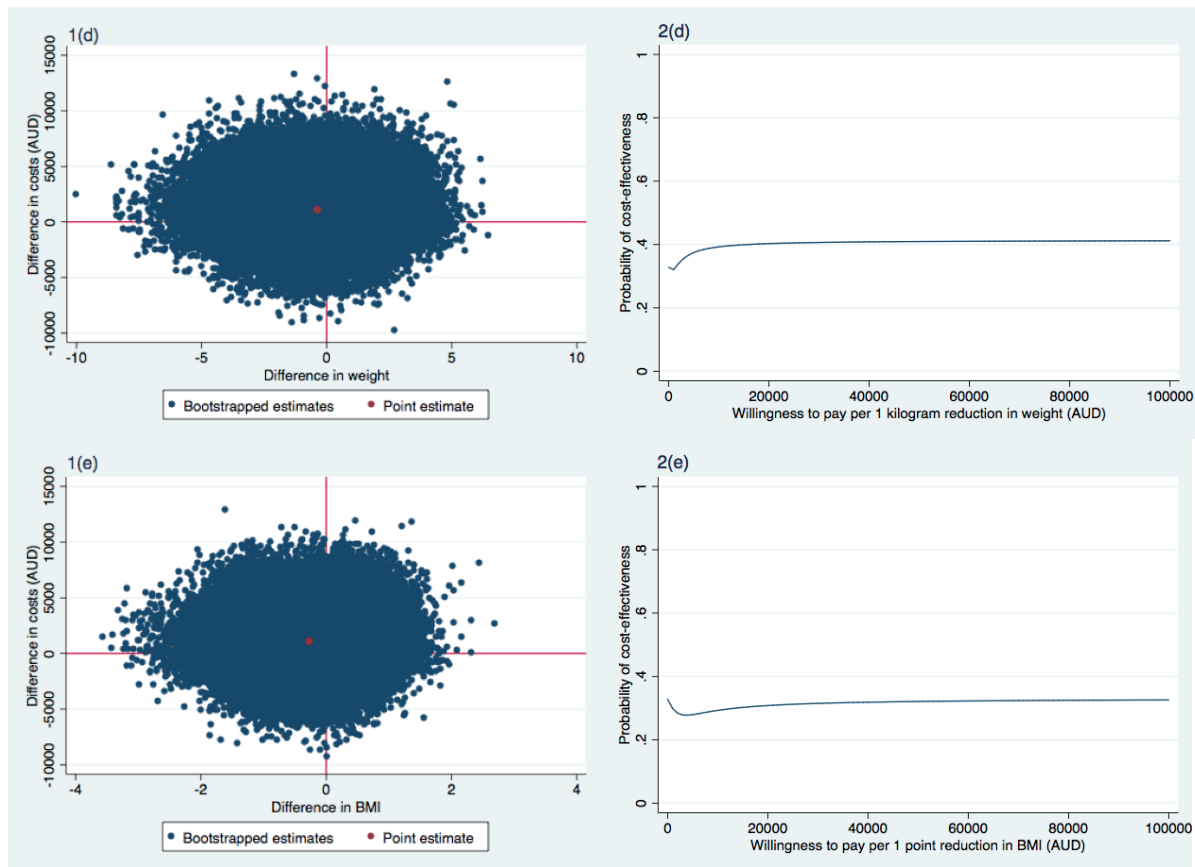 1(d)
Difference in costs (AUD)
15000
10000
5000
0
-5000
-10000
-10
-5
0
5
10
Difference in weight
Bootstrapped estimates
Point estimate
2(d)
Probability of cost-effectiveness
1
.8
.6
.4
.2
0
0
20000
40000
60000
80000
100000
Willingness to pay per 1 kilogram reduction in weight (AUD)
1(e)
Difference in costs (AUD)
15000
10000
5000
0
-5000
-10000
-4
-2
0
2
4
Difference in BMI
Bootstrapped estimates
Point estimate
2(e)
Probability of cost-effectiveness
1
.8
.6
.4
.2
0
0
20000
40000
60000
80000
100000
Willingness to pay per 1 point reduction in BMI (AUD)